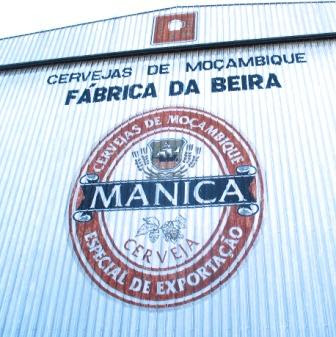 CERVEJAS DE MOÇAMBIQUE
FÁBRICA DA BEIRA
CERVEJAS DE MOÇAMBIQUE
MANICA
CERVEJA
ESPECIAL DE EXPORTAÇÃO